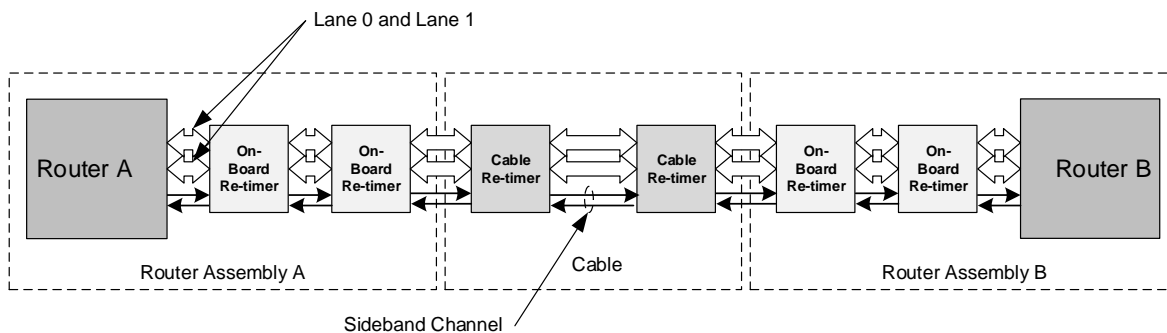 Lane 0 and Lane 1
Router A
On-
Board
Re-timer
On-
Board
Re-timer
Cable
Re-timer
Cable
Re-timer
On-
Board
Re-timer
On-
Board
Re-timer
Router B
Router Assembly A
Cable
Router Assembly B
Sideband Channel